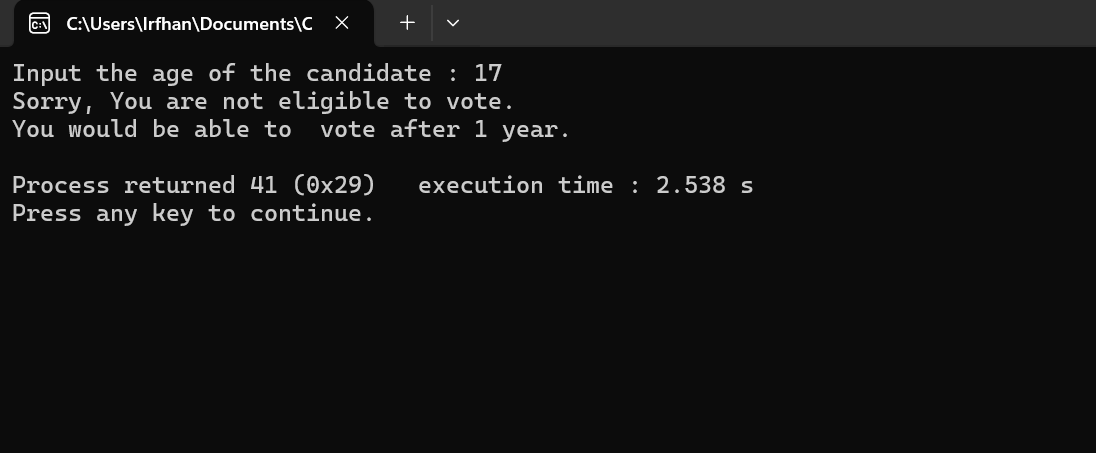 C:\Users\Irfhan\Documents\C
Input the age of the candidate : 17
Sorry, You are not eligible to vote.
You would be able to  vote after 1 year.
Process returned 41 (0x29)   execution time : 2.538 s
Press any key to continue.